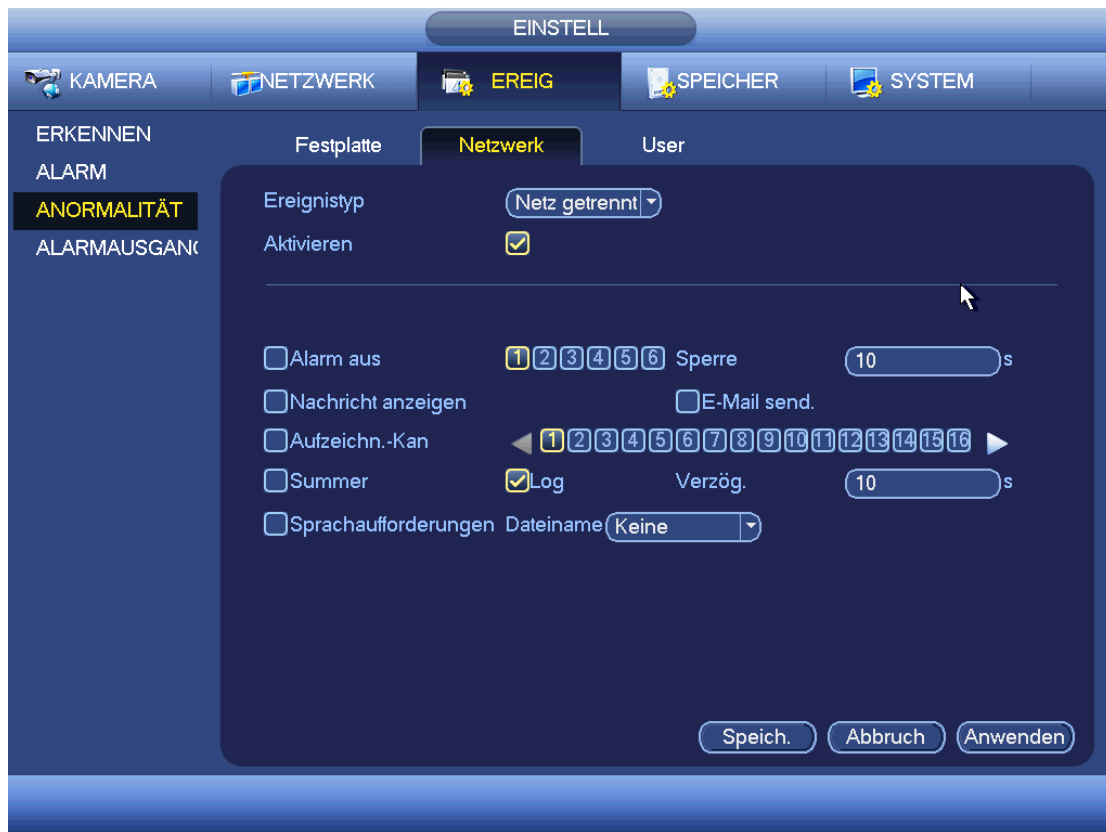 EINSTELL
KAMERA NETZWERK EREIG SPEICHER SYSTEM
ERKENNEN
ALARM
ANORMALITÄT
ALARMAUSGAN
Festplatte Netzwerk User
Ereignistyp Netz getrennt
Aktivieren
Alarm aus 1 2 3 4 5 6 Sperre 10 s
Nachricht anzeigen E-Mail send.
Aufzeichn.-Kan 1 2 3 4 5 6 7 8 9 10 11 12 13 14 15 16
Summer Log Verzög. 10 s
Sprachaufforderungen Dateiname Keine
Speich. Abbruch Anwenden